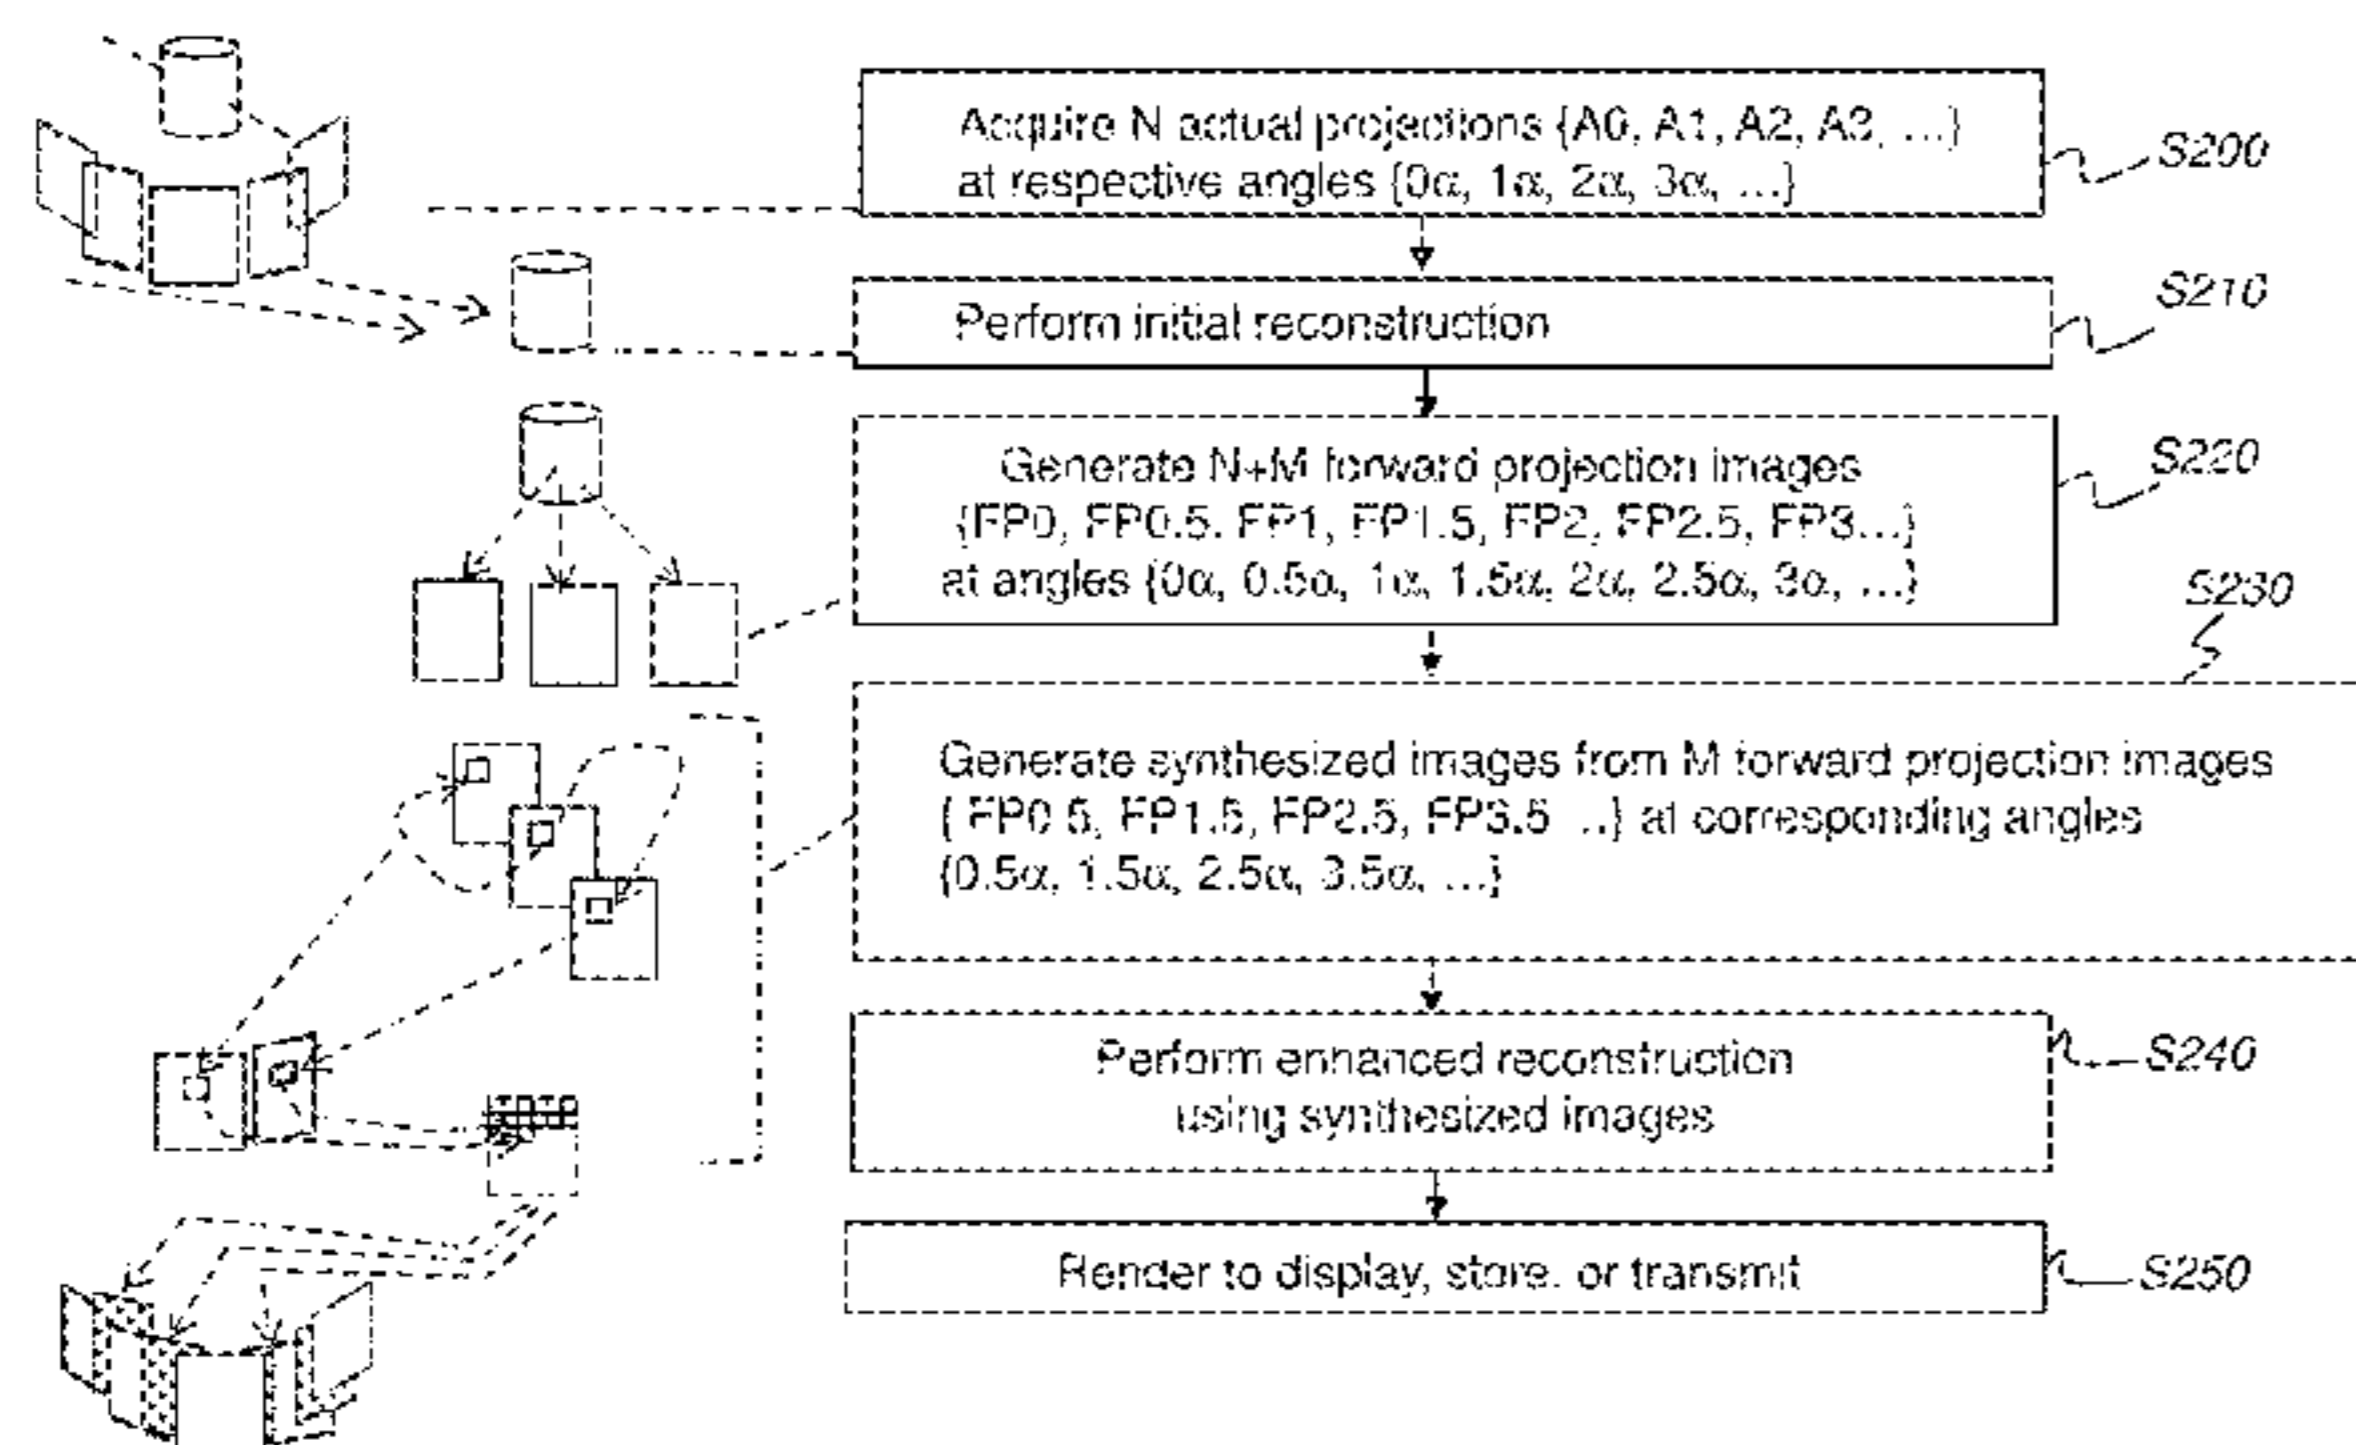 Acquire N actual projections {A0, A1, A2, A3, ...}
at respective angles {0α, 1α, 2α, 3α, ...}
S200
Perform initial reconstruction
S210
Generate N+M forward projection images
{FP0, FP0.5. FP1, FP1.5, FP2, FP2.5, FP3...}
at angles {0α, 0.5α, 1α, 1.5α, 2α, 2.5α, 3α, ...}
S220
S230
Generate synthesized images from M forward projection images
{ FP0.5, FP1.5, FP2.5, FP3.5 ...} at corresponding angles
{0.5α, 1.5α, 2.5α, 3.5α, ...}
Perform enhanced reconstruction
using synthesized images
S240
Render to display, store. or transmit
S250